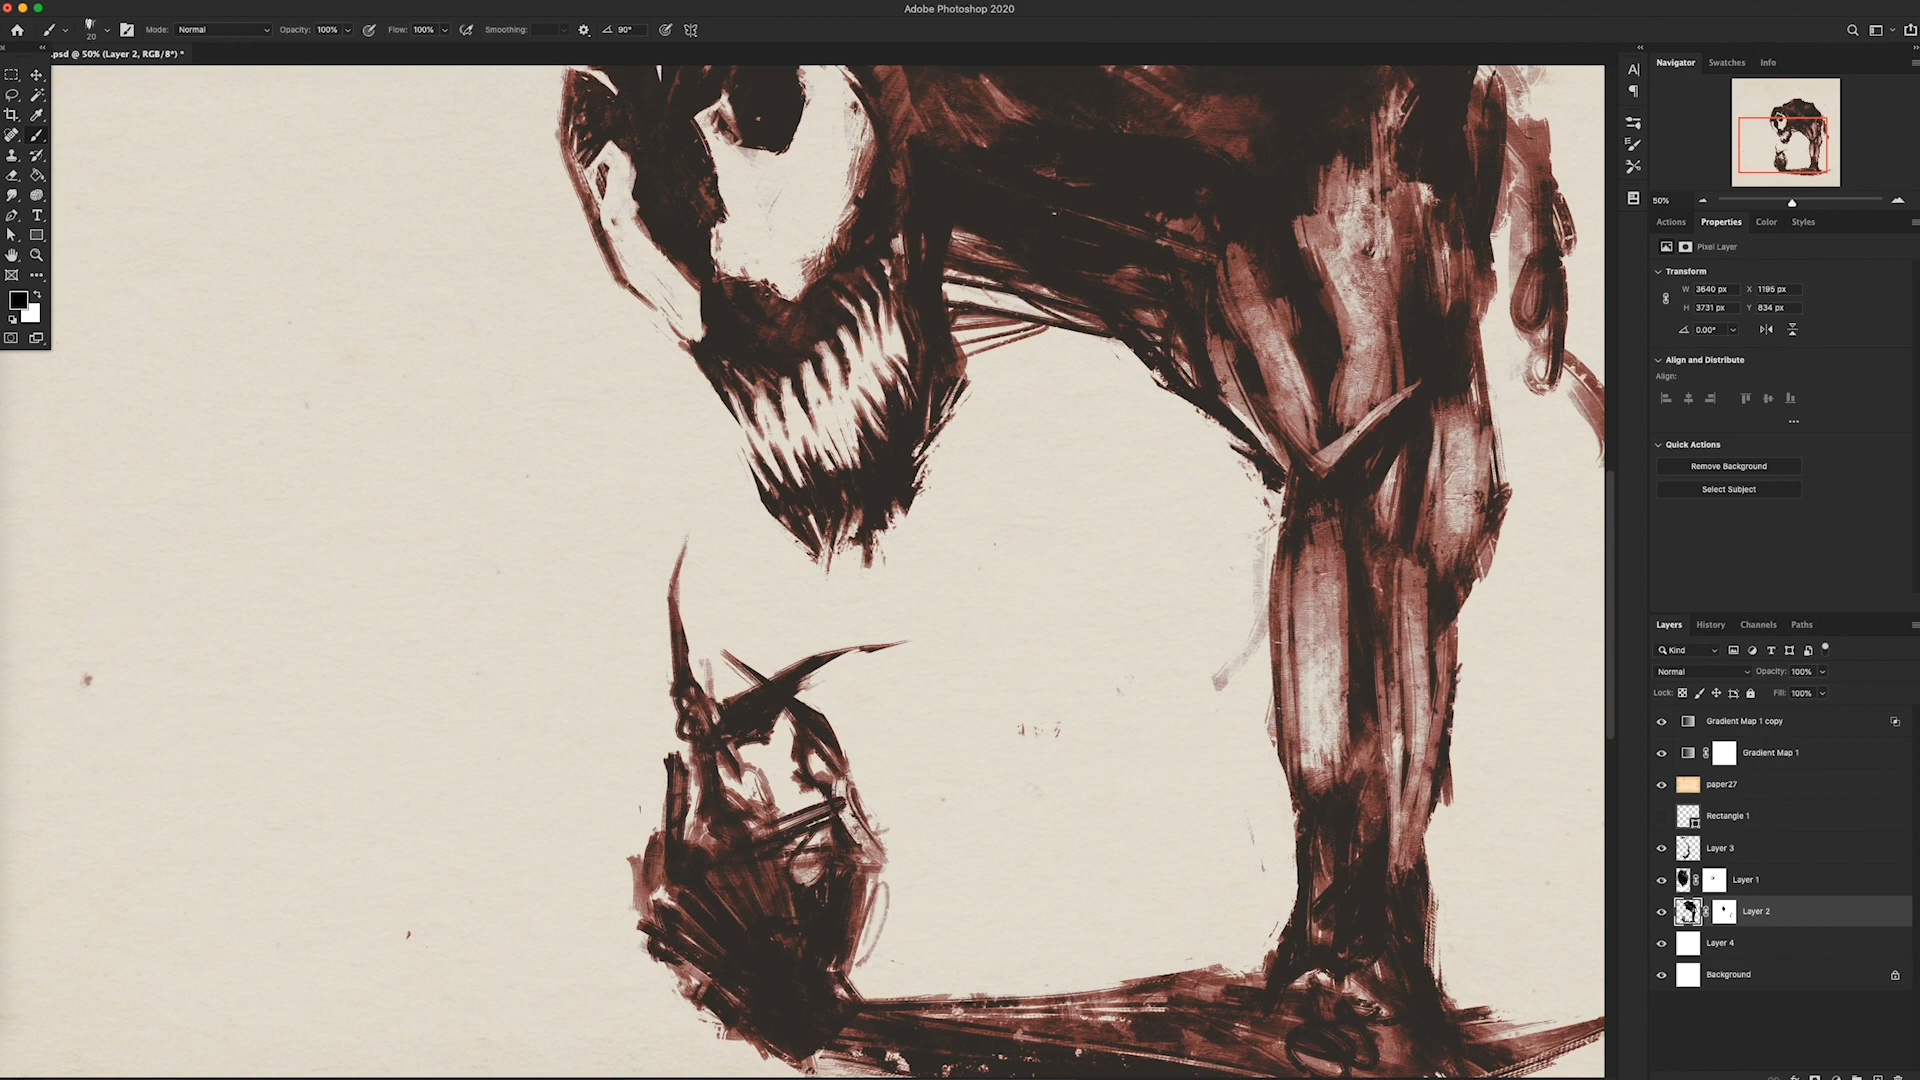 Adobe Photoshop 2020
20
Mode: Normal
Opacity: 100%
Flow: 100%
Smoothing:
90°
.psd @ 50% (Layer 2, RGB/8*) *
Navigator Swatches Info
50%
Actions Properties Color Styles
Pixel Layer
Transform
W 3640 px X 1195 px
H 3731 px Y 834 px
0.00°
Align and Distribute
Align:
Quick Actions
Remove Background
Select Subject
Layers History Channels Paths
Kind
Normal Opacity: 100%
Lock: Fill: 100%
Gradient Map 1 copy
Gradient Map 1
paper27
Rectangle 1
Layer 3
Layer 1
Layer 2
Layer 4
Background